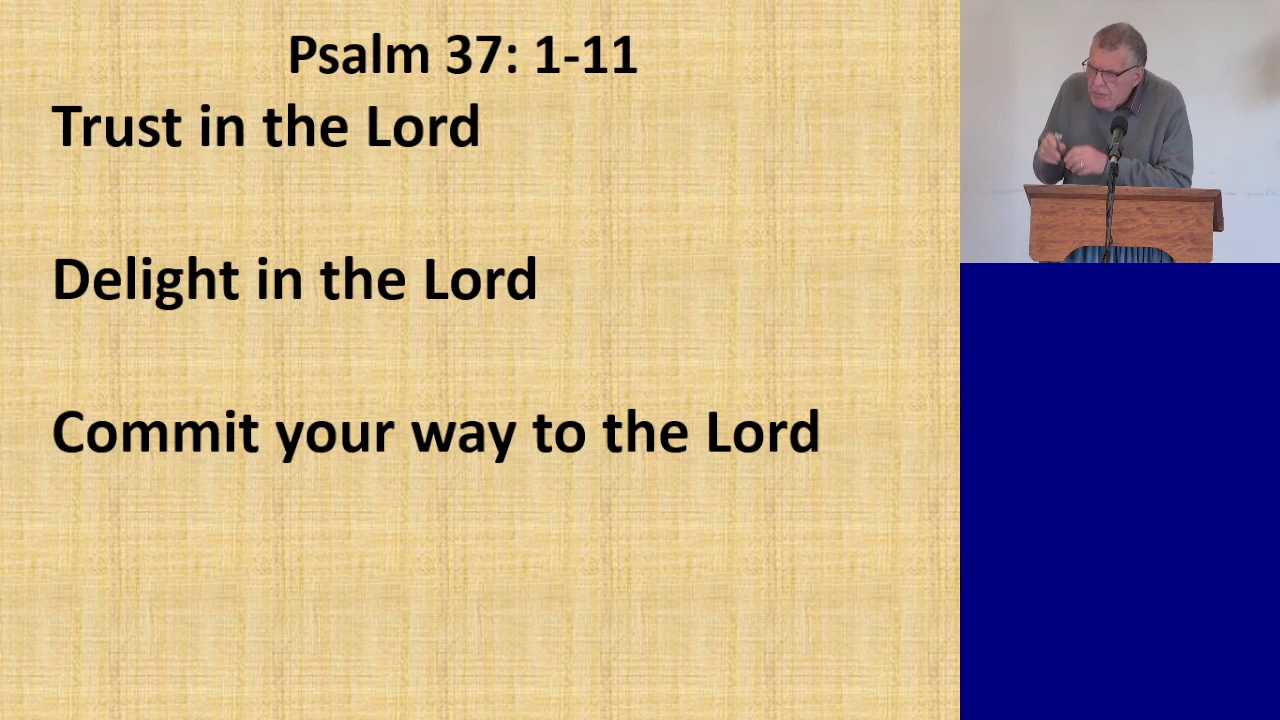 Psalm 37: 1-11
Trust in the Lord
Delight in the Lord
Commit your way to the Lord